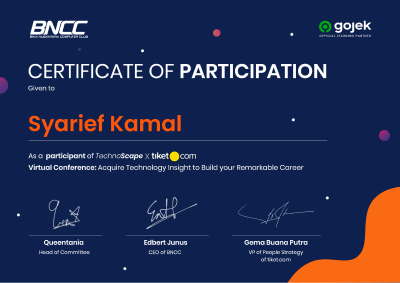 BNCC
BINA NUSANTARA COMPUTER CLUB
gojek
OFFICIAL LEARNING PARTNER
CERTIFICATE OF PARTICIPATION
Given to
Syarief Kamal
As a participant of TechnoScape x tiket.com
Virtual Conference: Acquire Technology Insight to Build your Remarkable Career
Queentania
Head of Committee
Edbert Junus
CEO of BNCC
Gema Buana Putra
VP of People Strategy
of tiket.com